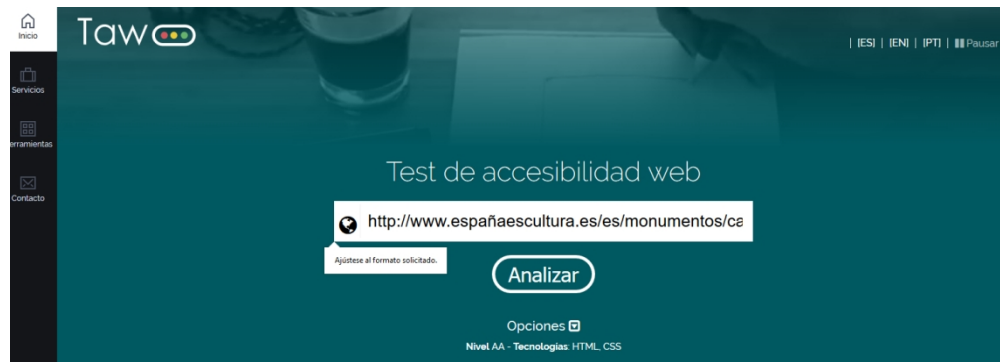 Inicio
Taw
| [ES] | [EN] | [PT] | Pausar
Servicios
erramientas
Contacto
Test de accesibilidad web
http://www.españaescultura.es/es/monumentos/ca
Ajústese al formato solicitado.
Analizar
Opciones
Nivel AA - Tecnologías: HTML, CSS